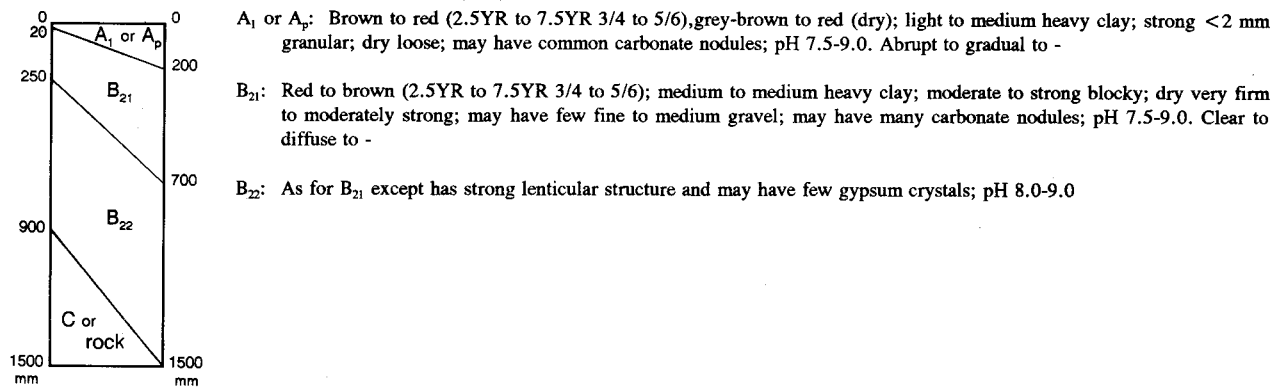 0
0
20
A₁ or Aₚ
200
250
B₂₁
700
B₂₂
900
C or
rock
1500
1500
mm
mm
A₁ or Aₚ: Brown to red (2.5YR to 7.5YR 3/4 to 5/6),grey-brown to red (dry); light to medium heavy clay; strong <2 mm
granular; dry loose; may have common carbonate nodules; pH 7.5-9.0. Abrupt to gradual to -
B₂₁: Red to brown (2.5YR to 7.5YR 3/4 to 5/6); medium to medium heavy clay; moderate to strong blocky; dry very firm
to moderately strong; may have few fine to medium gravel; may have many carbonate nodules; pH 7.5-9.0. Clear to
diffuse to -
B₂₂: As for B₂₁ except has strong lenticular structure and may have few gypsum crystals; pH 8.0-9.0